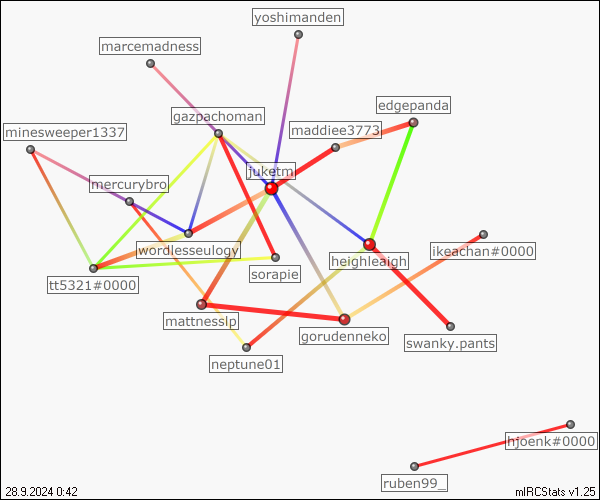 yoshimanden
marcemadness
edgepanda
gazpachoman
maddiee3773
minesweeper1337
juketm
mercurybro
wordlesseulogy
ikeachan#0000
heighleaigh
sorapie
tt5321#0000
mattnesslp
gorudenneko
swanky.pants
neptune01
hjoenk#0000
ruben99_
28.9.2024 0:42
mIRCStats v1.25